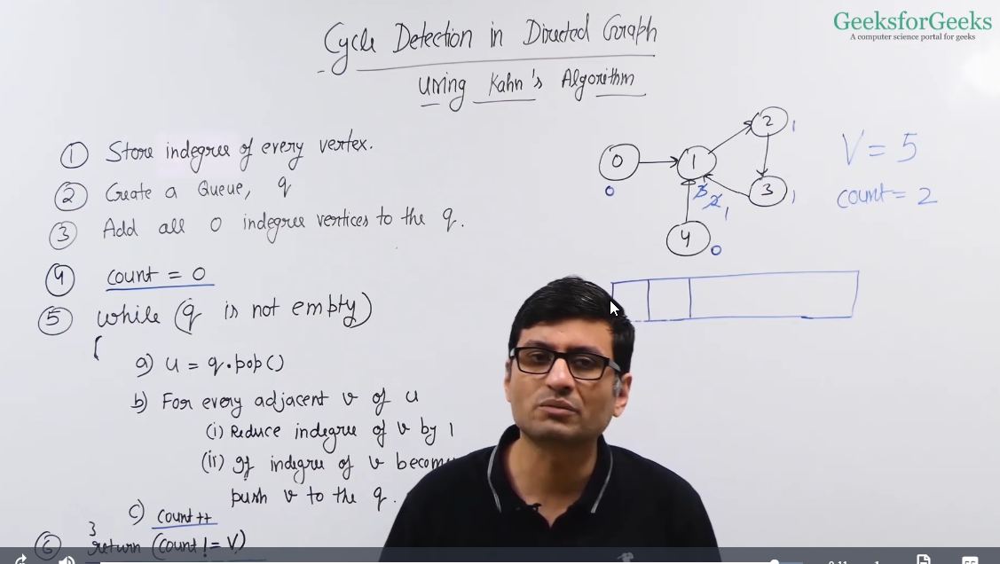 GeeksforGeeks
A computer science portal for geeks
Cycle Detection in Directed Graph
Using Kahn's Algorithm
① Store indegree of every vertex.
② Create a Queue, q
③ Add all 0 indegree vertices to the q.
④ count = 0
⑤ while (q is not empty)
{
a) u = q.pop()
b) For every adjacent v of u
(i) Reduce indegree of v by 1
(ii) If indegree of v
push v to the q.
c) count++
}
⑥ return (count != V)
0
0
1
3 2 1
2 1
3 1
4 0
V = 5
count = 2
CC